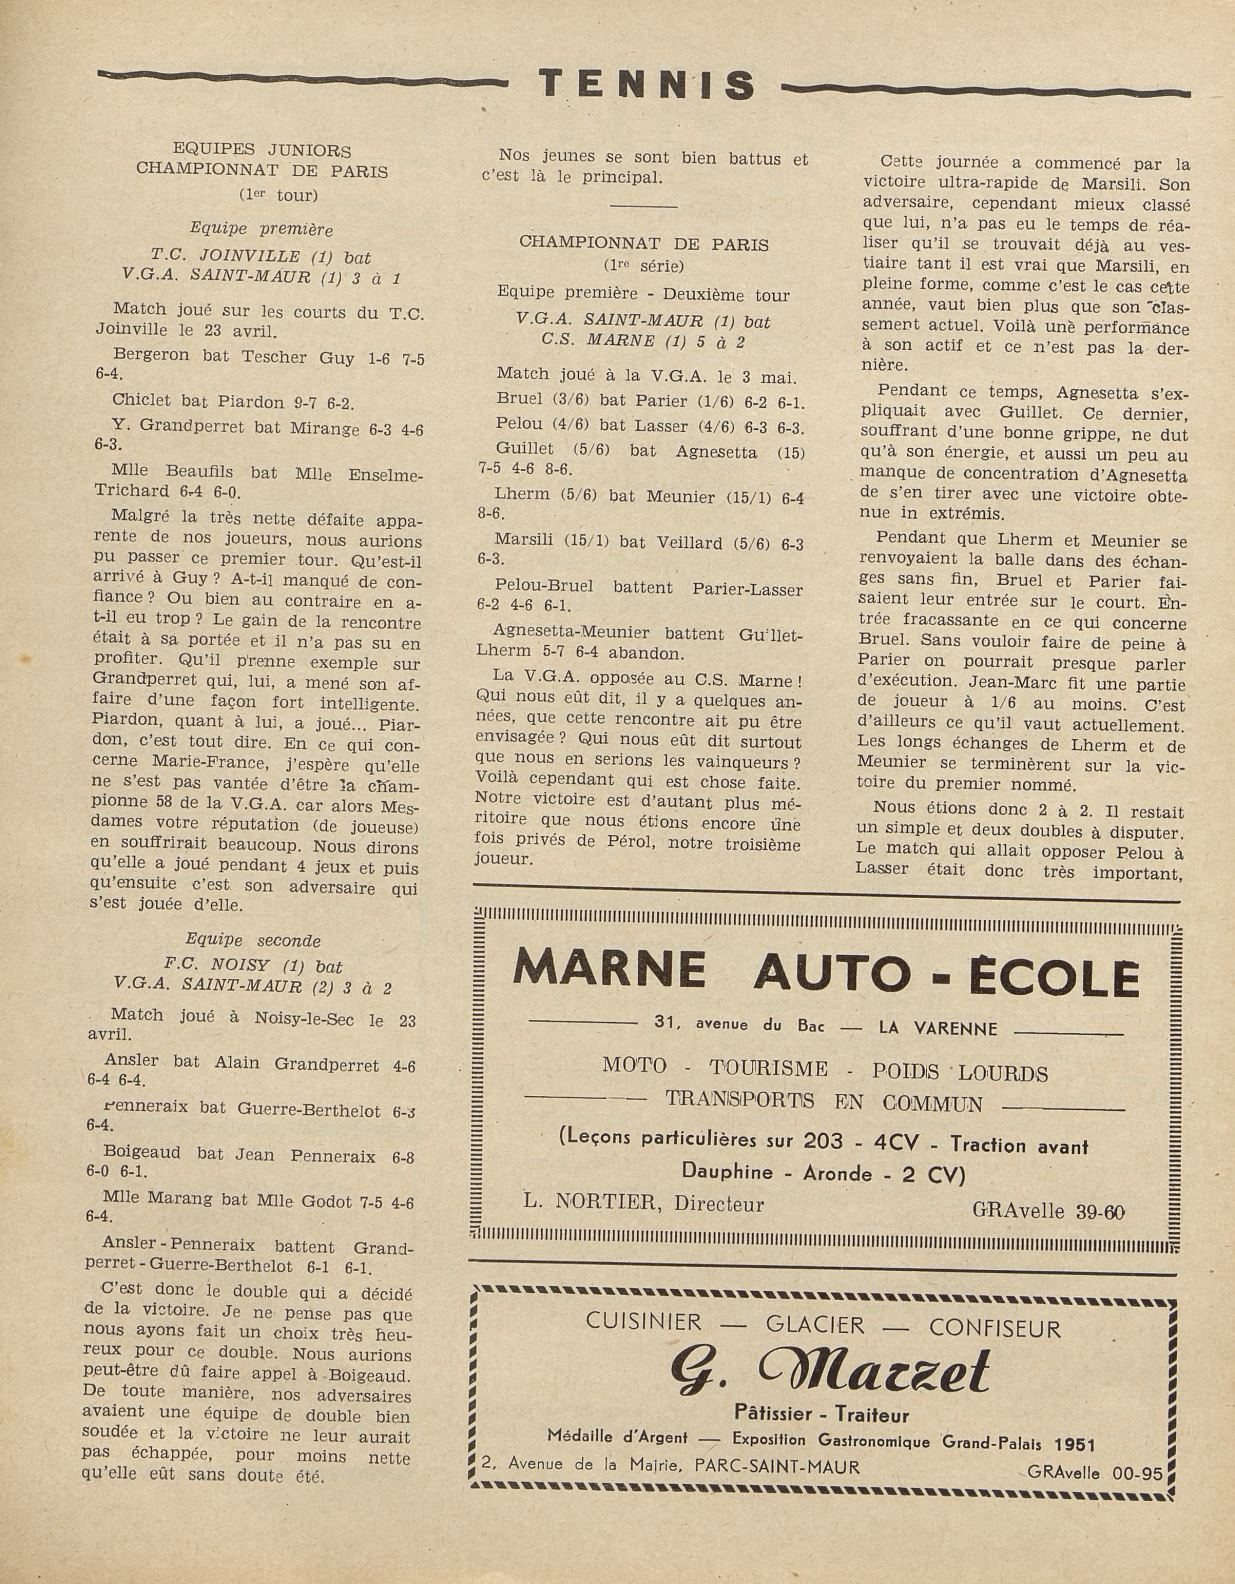 TENNIS
EQUIPES JUNIORS
CHAMPIONNAT DE PARIS
(1er tour)
Equipe première
T.C. JOINVILLE (1) bat
V.G.A. SAINT-MAUR (1) 3 à 1
Match joué sur les courts du T.C.
Joinville le 23 avril.
Bergeron bat Tescher Guy 1-6 7-5
6-4.
Chiclet bat Piardon 9-7 6-2.
Y. Grandperret bat Mirange 6-3 4-6
6-3.
Mlle Beaufils bat Mlle Enselme-
Trichard 6-4 6-0.
Malgré la très nette défaite appa-
rente de nos joueurs, nous aurions
pu passer ce premier tour. Qu'est-il
arrivé à Guy ? A-t-il manqué de con-
fiance ? Ou bien au contraire en a-
t-il eu trop ? Le gain de la rencontre
était à sa portée et il n'a pas su en
profiter. Qu'il prenne exemple sur
Grandperret qui, lui, a mené son af-
faire d'une façon fort intelligente.
Piardon, quant à lui, a joué... Piar-
don, c'est tout dire. En ce qui con-
cerne Marie-France, j'espère qu'elle
ne s'est pas vantée d'être la cham-
pionne 58 de la V.G.A. car alors Mes-
dames votre réputation (de joueuse)
en souffrirait beaucoup. Nous dirons
qu'elle a joué pendant 4 jeux et puis
qu'ensuite c'est son adversaire qui
s'est jouée d'elle.
Equipe seconde
F.C. NOISY (1) bat
V.G.A. SAINT-MAUR (2) 3 à 2
Match joué à Noisy-le-Sec le 23
avril.
Ansler bat Alain Grandperret 4-6
6-4 6-4.
Penneraix bat Guerre-Berthelot 6-3
6-4.
Boigeaud bat Jean Penneraix 6-8
6-0 6-1.
Mlle Marang bat Mlle Godot 7-5 4-6
6-4.
Ansler - Penneraix battent Grand-
perret - Guerre-Berthelot 6-1 6-1.
C'est donc le double qui a décidé
de la victoire. Je ne pense pas que
nous ayons fait un choix très heu-
reux pour ce double. Nous aurions
peut-être dû faire appel à Boigeaud.
De toute manière, nos adversaires
avaient une équipe de double bien
soudée et la victoire ne leur aurait
pas échappée, pour moins nette
qu'elle eût sans doute été.
Nos jeunes se sont bien battus et
c'est là le principal.
CHAMPIONNAT DE PARIS
(1re série)
Equipe première - Deuxième tour
V.G.A. SAINT-MAUR (1) bat
C.S. MARNE (1) 5 à 2
Match joué à la V.G.A. le 3 mai.
Bruel (3/6) bat Parier (1/6) 6-2 6-1.
Pelou (4/6) bat Lasser (4/6) 6-3 6-3.
Guillet (5/6) bat Agnesetta (15)
7-5 4-6 8-6.
Lherm (5/6) bat Meunier (15/1) 6-4
8-6.
Marsili (15/1) bat Veillard (5/6) 6-3
6-3.
Pelou-Bruel battent Parier-Lasser
6-2 4-6 6-1.
Agnesetta-Meunier battent Guillet-
Lherm 5-7 6-4 abandon.
La V.G.A. opposée au C.S. Marne !
Qui nous eût dit, il y a quelques an-
nées, que cette rencontre ait pu être
envisagée ? Qui nous eût dit surtout
que nous en serions les vainqueurs ?
Voilà cependant qui est chose faite.
Notre victoire est d'autant plus mé-
ritoire que nous étions encore une
fois privés de Pérol, notre troisième
joueur.
Cette journée a commencé par la
victoire ultra-rapide de Marsili. Son
adversaire, cependant mieux classé
que lui, n'a pas eu le temps de réa-
liser qu'il se trouvait déjà au ves-
tiaire tant il est vrai que Marsili, en
pleine forme, comme c'est le cas cette
année, vaut bien plus que son clas-
sement actuel. Voilà une performance
à son actif et ce n'est pas la der-
nière.
Pendant ce temps, Agnesetta s'ex-
pliquait avec Guillet. Ce dernier,
souffrant d'une bonne grippe, ne dut
qu'à son énergie, et aussi un peu au
manque de concentration d'Agnesetta
de s'en tirer avec une victoire obte-
nue in extrémis.
Pendant que Lherm et Meunier se
renvoyaient la balle dans des échan-
ges sans fin, Bruel et Parier fai-
saient leur entrée sur le court. En-
trée fracassante en ce qui concerne
Bruel. Sans vouloir faire de peine à
Parier on pourrait presque parler
d'exécution. Jean-Marc fit une partie
de joueur à 1/6 au moins. C'est
d'ailleurs ce qu'il vaut actuellement.
Les longs échanges de Lherm et de
Meunier se terminèrent sur la vic-
toire du premier nommé.
Nous étions donc 2 à 2. Il restait
un simple et deux doubles à disputer.
Le match qui allait opposer Pelou à
Lasser était donc très important,
MARNE AUTO - ÉCOLE
31, avenue du Bac — LA VARENNE
MOTO - TOURISME - POIDS LOURDS
TRANSPORTS EN COMMUN
(Leçons particulières sur 203 - 4CV - Traction avant
Dauphine - Aronde - 2 CV)
L. NORTIER, Directeur GRAvelle 39-60
CUISINIER — GLACIER — CONFISEUR
G. Marzet
Pâtissier - Traiteur
Médaille d'Argent — Exposition Gastronomique Grand-Palais 1951
2, Avenue de la Mairie, PARC-SAINT-MAUR GRAvelle 00-95